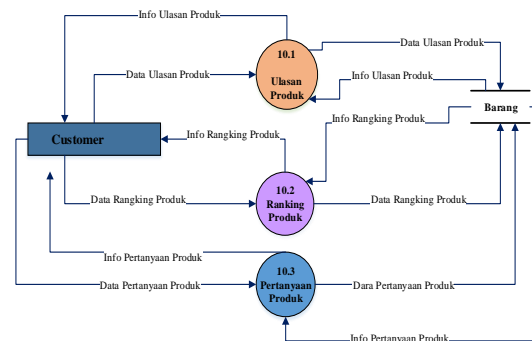 Info Ulasan Produk
10.1
Ulasan
Produk
Data Ulasan Produk
Data Ulasan Produk
Info Ulasan Produk
Barang
Info Rangking Produk
Customer
Info Rangking Produk
10.2
Ranking
Produk
Data Rangking Produk
Data Rangking Produk
Info Pertanyaan Produk
10.3
Pertanyaan
Produk
Data Pertanyaan Produk
Dara Pertanyaan Produk
Info Pertanyaan Produk